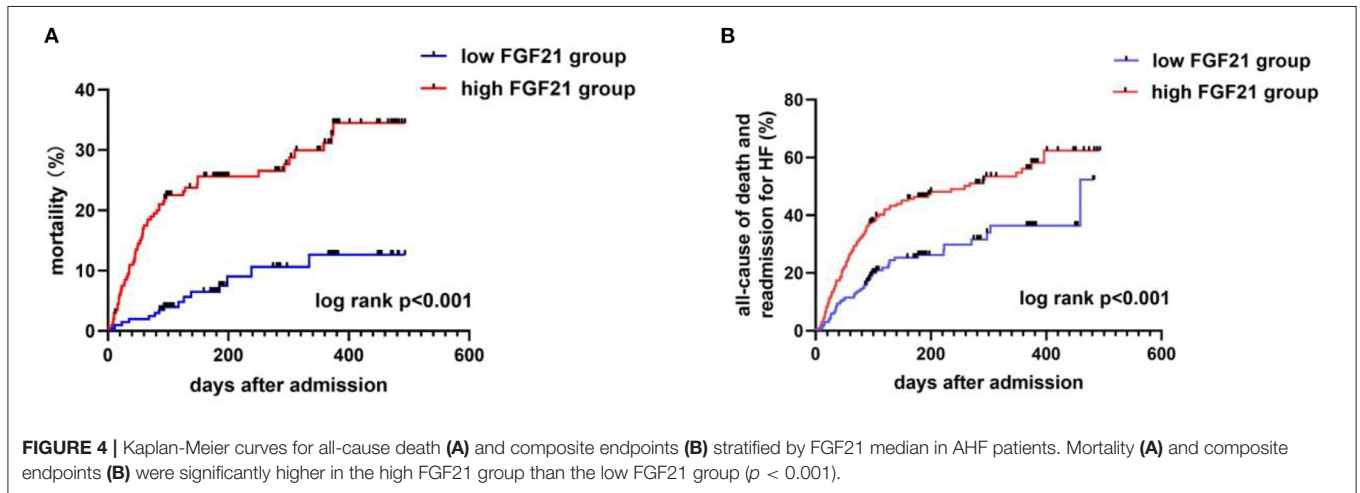 A
low FGF21 group
high FGF21 group
mortaility (%)
40
30
20
10
0
0 200 400 600
log rank p<0.001
days after admission
B
low FGF21 group
high FGF21 group
all-cause of death and
readmission for HF (%)
80
60
40
20
0
0 200 400 600
log rank p<0.001
days after admission
FIGURE 4 | Kaplan-Meier curves for all-cause death (A) and composite endpoints (B) stratified by FGF21 median in AHF patients. Mortality (A) and composite
endpoints (B) were significantly higher in the high FGF21 group than the low FGF21 group (p < 0.001).